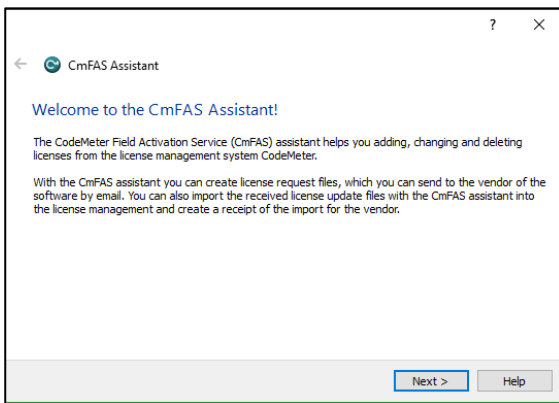 ?
CmFAS Assistant
Welcome to the CmFAS Assistant!
The CodeMeter Field Activation Service (CmFAS) assistant helps you adding, changing and deleting
licenses from the license management system CodeMeter.
With the CmFAS assistant you can create license request files, which you can send to the vendor of the
software by email. You can also import the received license update files with the CmFAS assistant into
the license management and create a receipt of the import for the vendor.
Next > Help